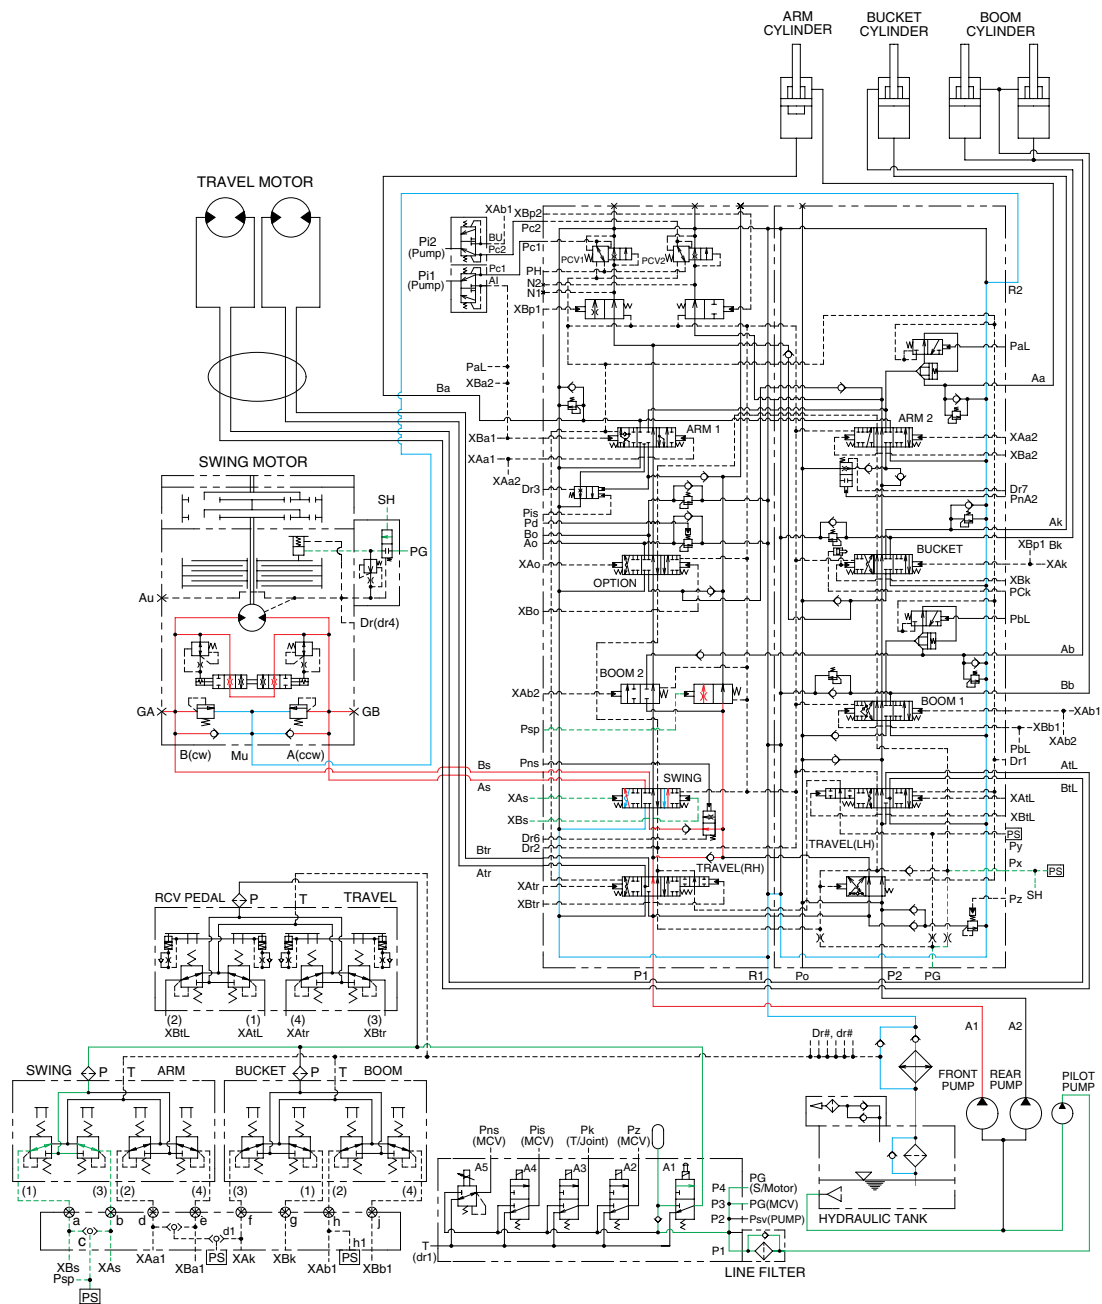 ARM
CYLINDER
BUCKET
CYLINDER
BOOM
CYLINDER
TRAVEL MOTOR
XAb1
XBp2
Pc2
Pi2
(Pump)
BU
Pc2
Pc1
Pi1
(Pump)
Pc1
AI
PCV1
PCV2
PH
N2
N1
XBp1
R2
PaL
XBa2
PaL
Aa
Ba
ARM 1
ARM 2
XBa1
XAa1
XAa2
XAa2
XBa2
Dr7
PnA2
Dr3
Pis
Pd
Bo
Ao
Ak
SWING MOTOR
SH
PG
BUCKET
XBp1
Bk
XAk
XAo
OPTION
XBk
PCk
XBo
PbL
Au
Dr(dr4)
Ab
BOOM 2
XAb2
Bb
BOOM 1
XAb1
XBb1
XAb2
PbL
Dr1
GA
GB
Psp
B(cw)
Mu
A(ccw)
Bs
As
Pns
SWING
AtL
BtL
XAs
XBs
XAtL
XBtL
Dr6
Dr2
TRAVEL(LH)
PS
Py
Btr
Atr
TRAVEL(RH)
Px
PS
SH
XAtr
XBtr
Pz
RCV PEDAL
P
T
TRAVEL
P1
R1
Po
P2
PG
(2)
XBtL
(1)
XAtL
(4)
XAtr
(3)
XBtr
Dr#, dr#
A1
A2
SWING
P
T
ARM
BUCKET
P
T
BOOM
FRONT
PUMP
REAR
PUMP
PILOT
PUMP
Pns
(MCV)
Pis
(MCV)
Pk
(T/Joint)
Pz
(MCV)
A5
A4
A3
A2
A1
(1)
(3)
(2)
(4)
(3)
(1)
(2)
(4)
PG
(S/Motor)
P4
P3
PG(MCV)
P2
Psv(PUMP)
P1
HYDRAULIC TANK
a
b
d
e
f
g
h
j
c
d1
h1
T
(dr1)
LINE FILTER
XBs
XAs
XAa1
XBa1
PS
XAk
XBk
XAb1
PS
XBb1
Psp
PS